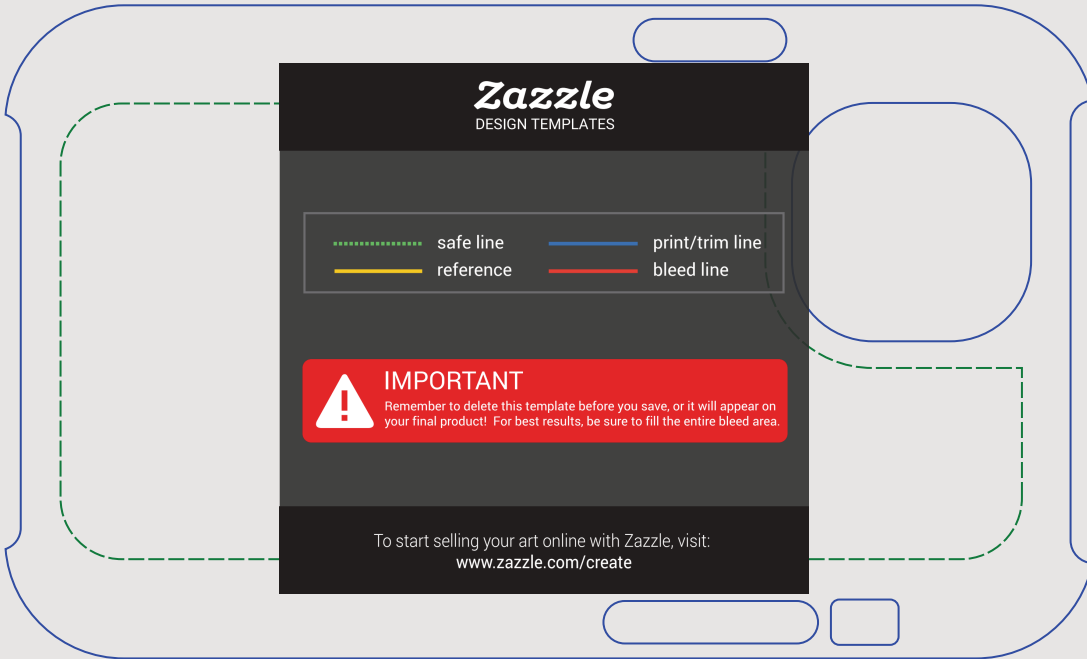 Zazzle
DESIGN TEMPLATES
safe line
print/trim line
reference
bleed line
IMPORTANT
Remember to delete this template before you save, or it will appear on
your final product!  For best results, be sure to fill the entire bleed area.
To start selling your art online with Zazzle, visit:
www.zazzle.com/create